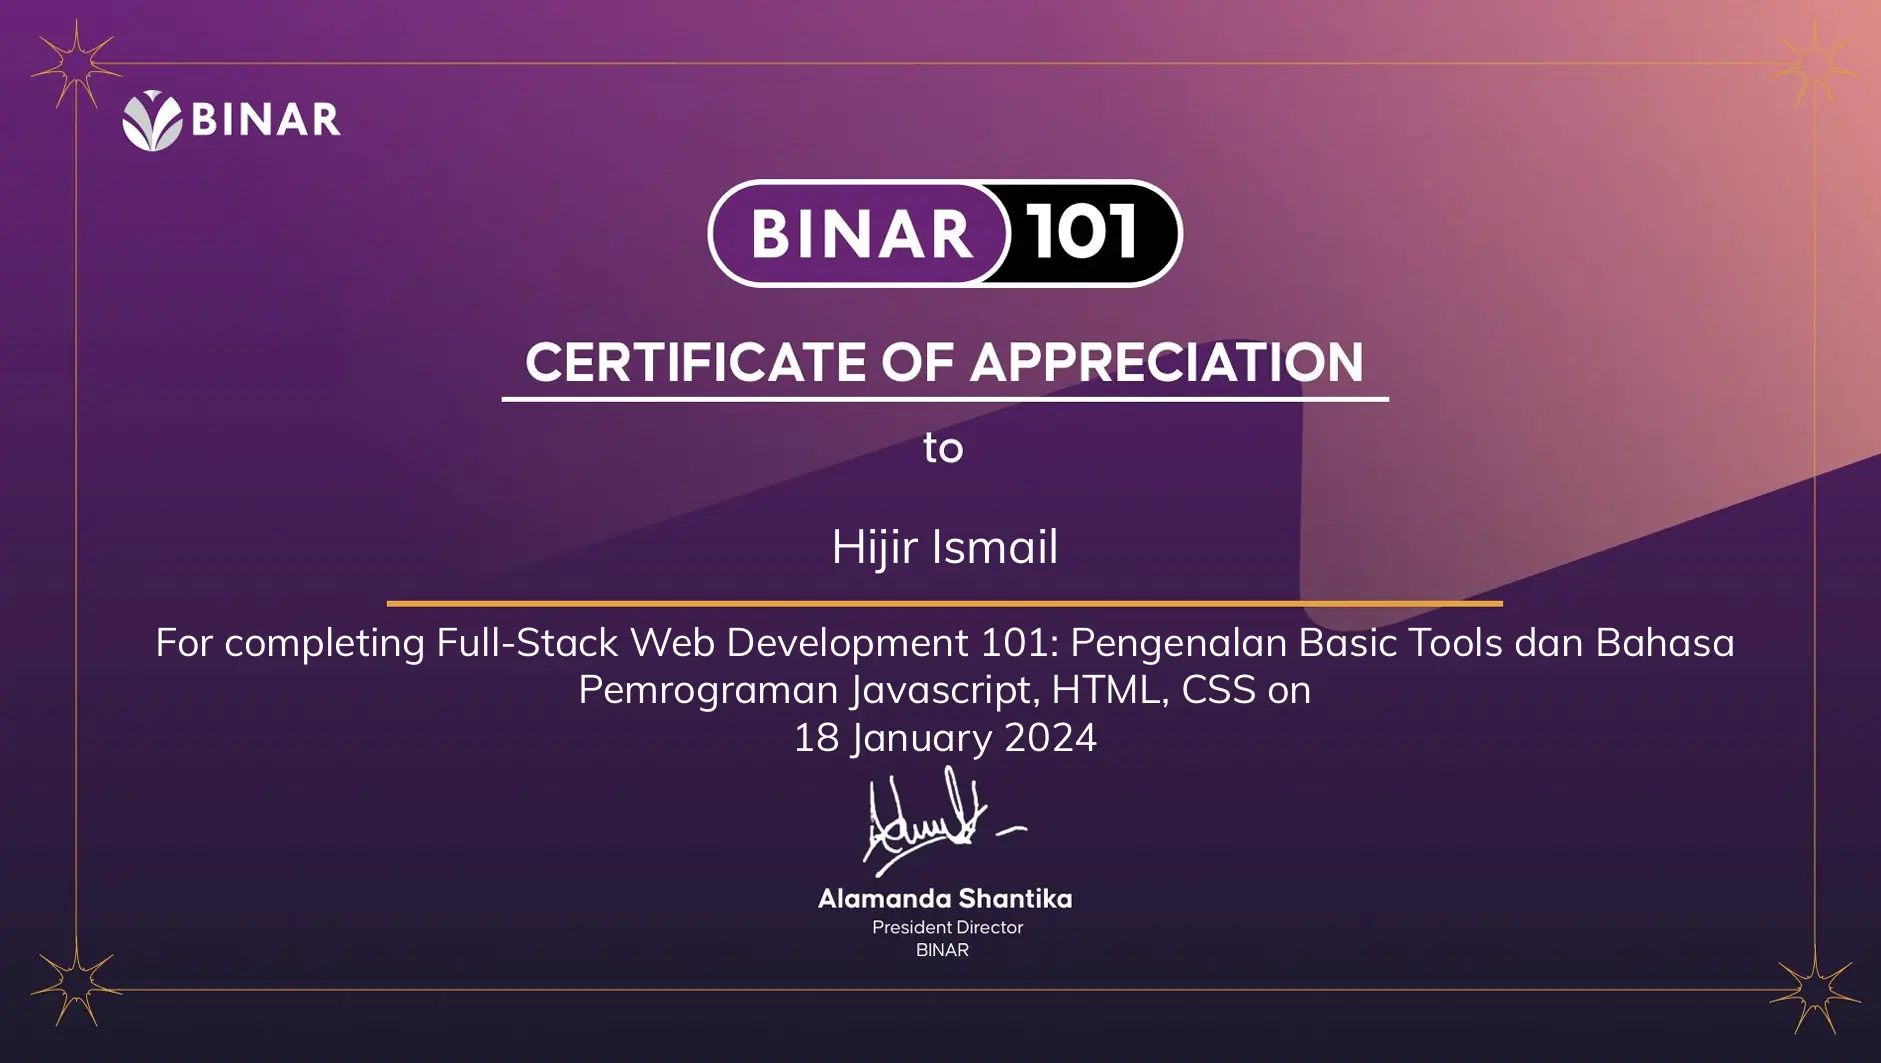 BINAR
BINAR 101
CERTIFICATE OF APPRECIATION
to
Hijir Ismail
For completing Full-Stack Web Development 101: Pengenalan Basic Tools dan Bahasa
Pemrograman Javascript, HTML, CSS on
18 January 2024
Alamanda Shantika
President Director
BINAR